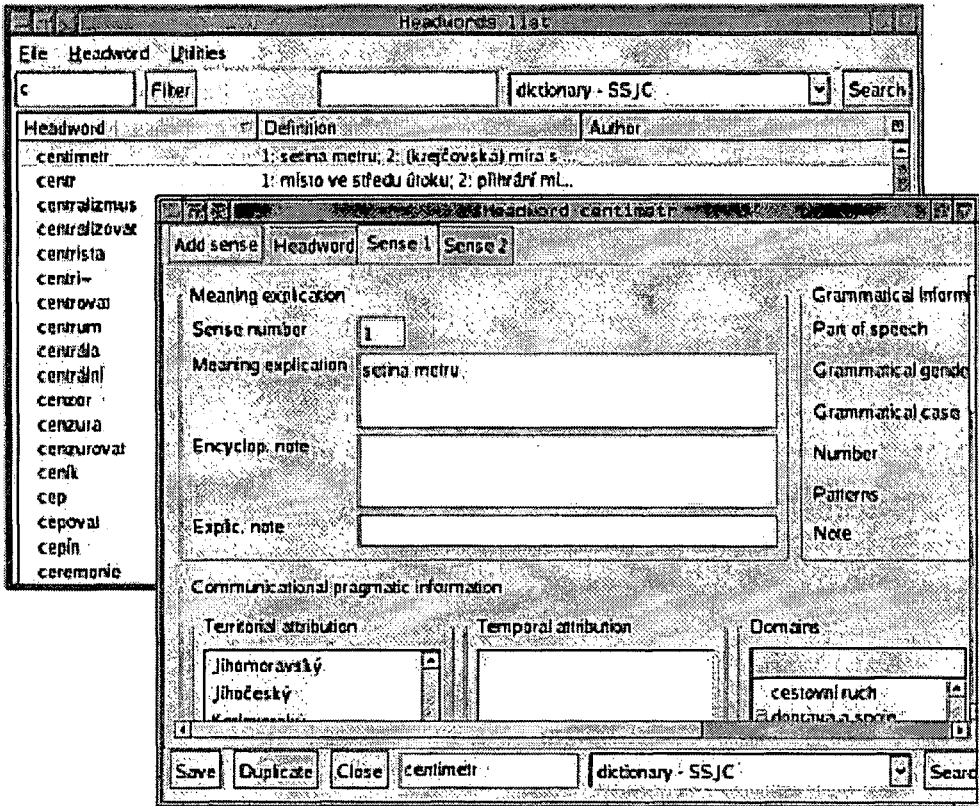 Headwords list
File Headword Utilities
c Filter dictionary - SSJC Search
Headword Definition Author
centimetr 1: setina metru; 2: (krejčovská) míra s ...
centr 1: místo ve středu útoku; 2: přihrání mí...
centralizmus
centralizovat
centrista
centri-
centrovat
centrum
centrála
centrální
cenzor
cenzura
cenzurovat
ceník
cep
cepovat
cepín
ceremonie
Headword centimetr
Add sense Headword Sense 1 Sense 2
Meaning explication Grammatical inform
Sense number 1 Part of speech
Meaning explication setina metru Grammatical gende
Grammatical case
Encyclop. note Number
Patterns
Explic. note Note
Communicational pragmatic information
Territorial attribution Temporal attribution Domains
Jihomoravský
Jihočeský cestovní ruch
Save Duplicate Close centimetr dictionary - SSJC Searc